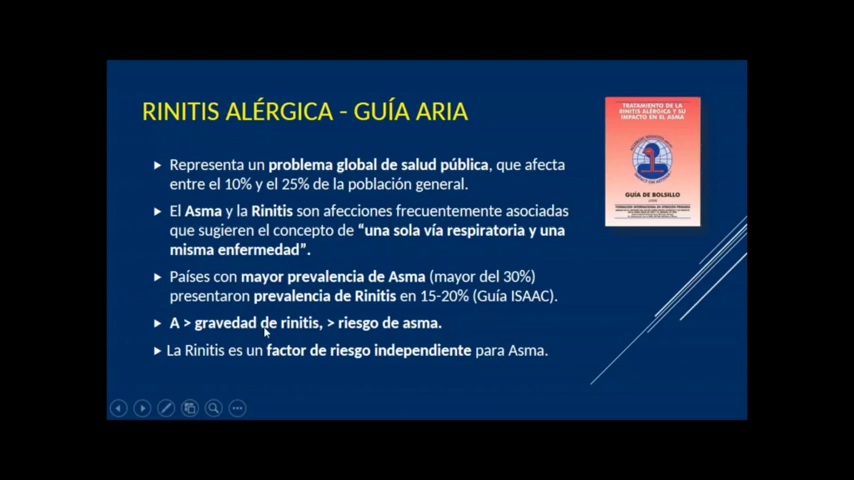 RINITIS ALÉRGICA - GUÍA ARIA
Representa un problema global de salud pública, que afecta
entre el 10% y el 25% de la población general.
El Asma y la Rinitis son afecciones frecuentemente asociadas
que sugieren el concepto de “una sola vía respiratoria y una
misma enfermedad”.
Países con mayor prevalencia de Asma (mayor del 30%)
presentaron prevalencia de Rinitis en 15-20% (Guía ISAAC).
A > gravedad de rinitis, > riesgo de asma.
La Rinitis es un factor de riesgo independiente para Asma.
TRATAMIENTO DE LA
RINITIS ALÉRGICA Y SU
IMPACTO EN EL ASMA
GUÍA DE BOLSILLO